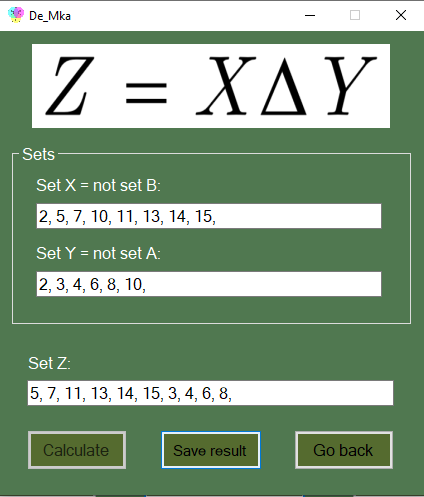 De_Mka
Z = XΔY
Sets
Set X = not set B:
2, 5, 7, 10, 11, 13, 14, 15,
Set Y = not set A:
2, 3, 4, 6, 8, 10,
Set Z:
5, 7, 11, 13, 14, 15, 3, 4, 6, 8,
Calculate Save result Go back